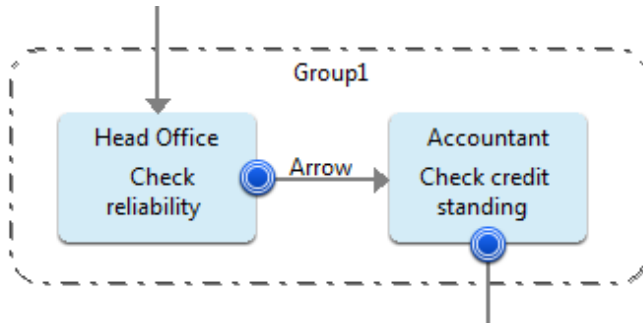 Group1
Head Office
Check
reliability
Arrow
Accountant
Check credit
standing